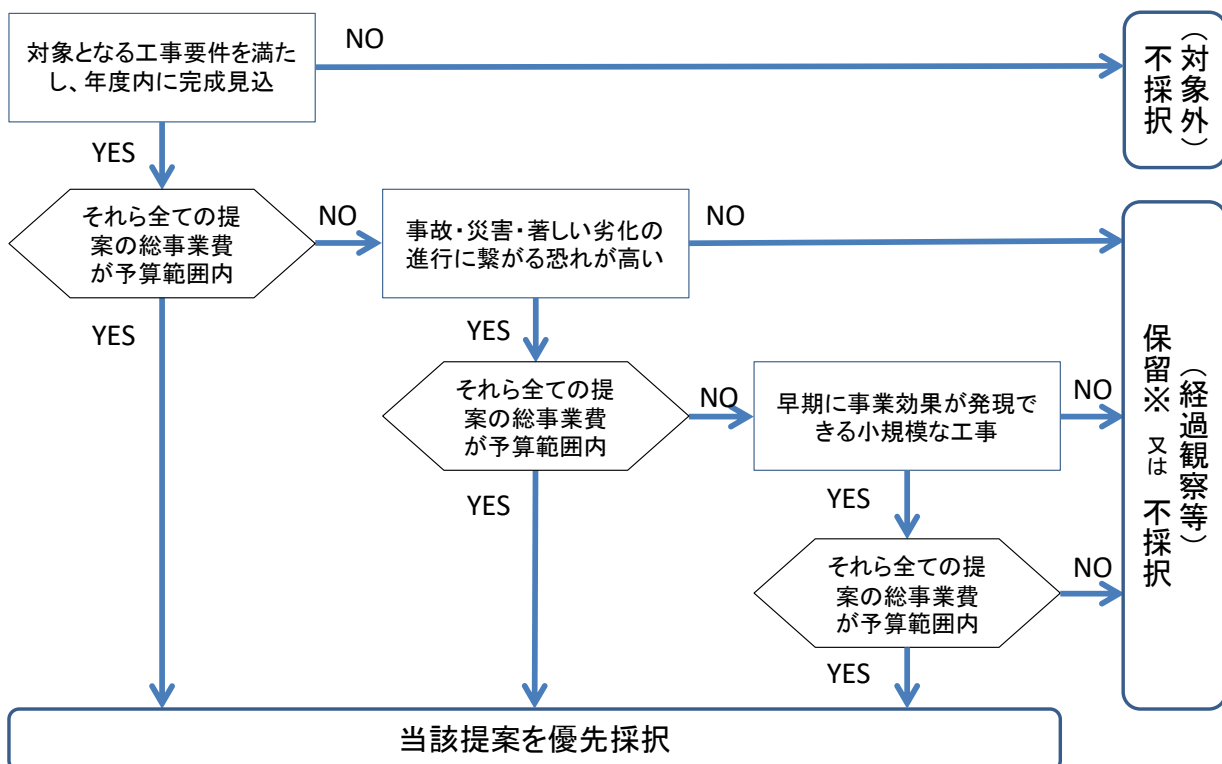 対象となる工事要件を満た
し、年度内に完成見込
NO
（対象外）
不採択
YES
それら全ての提
案の総事業費
が予算範囲内
NO
事故・災害・著しい劣化の
進行に繋がる恐れが高い
NO
YES
YES
それら全ての提
案の総事業費
が予算範囲内
NO
早期に事業効果が発現で
きる小規模な工事
NO
（経過観察等）
保留※ 又は 不採択
YES
YES
それら全ての提
案の総事業費
が予算範囲内
NO
YES
当該提案を優先採択